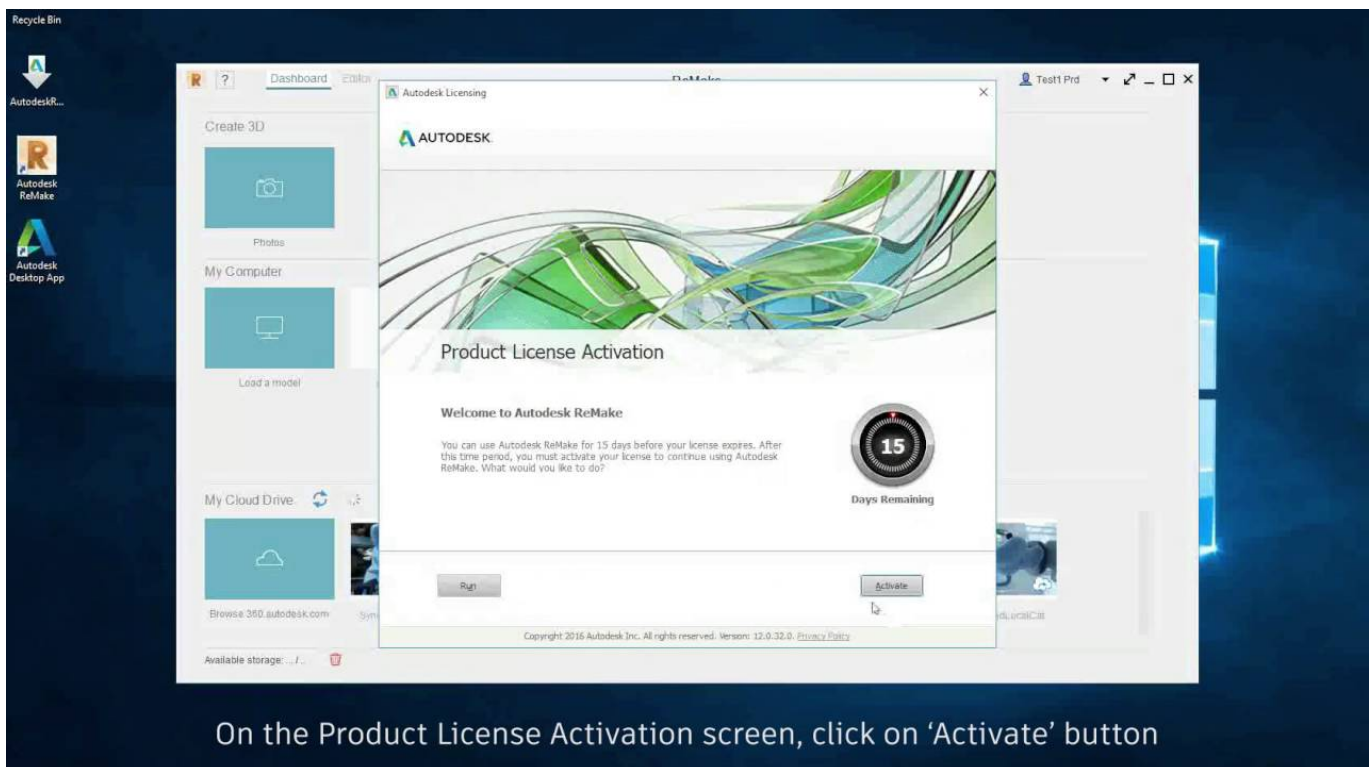 Recycle Bin
AutodeskR...
Autodesk
ReMake
Autodesk
Desktop App
R
?
Dashboard
Editor
ReMake
Test1 Prd
Create 3D
Photos
My Computer
Load a model
My Cloud Drive
Browse 360.autodesk.com
Available storage: .../..
Autodesk Licensing
AUTODESK
Product License Activation
Welcome to Autodesk ReMake
You can use Autodesk ReMake for 15 days before your license expires. After
this time period, you must activate your license to continue using Autodesk
ReMake. What would you like to do?
15
Days Remaining
Run
Activate
Copyright 2016 Autodesk Inc. All rights reserved. Version: 12.0.32.0. Privacy Policy
On the Product License Activation screen, click on ‘Activate’ button